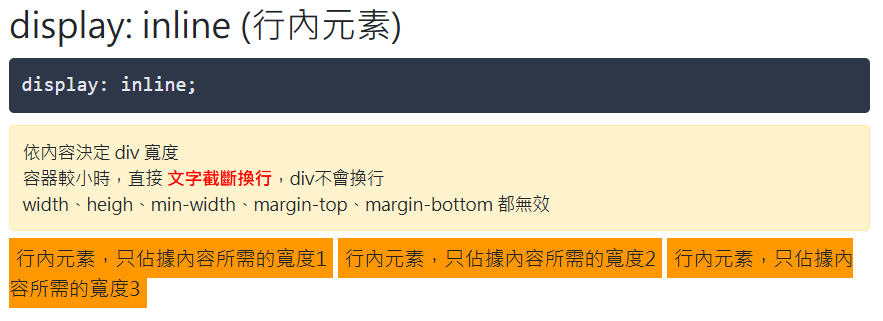 display: inline (行內元素)
display: inline;
依內容決定 div 寬度
容器較小時，直接 文字截斷換行，div不會換行
width、heigh、min-width、margin-top、margin-bottom 都無效
行內元素，只佔據內容所需的寬度1 行內元素，只佔據內容所需的寬度2 行內元素，只佔據內
容所需的寬度3